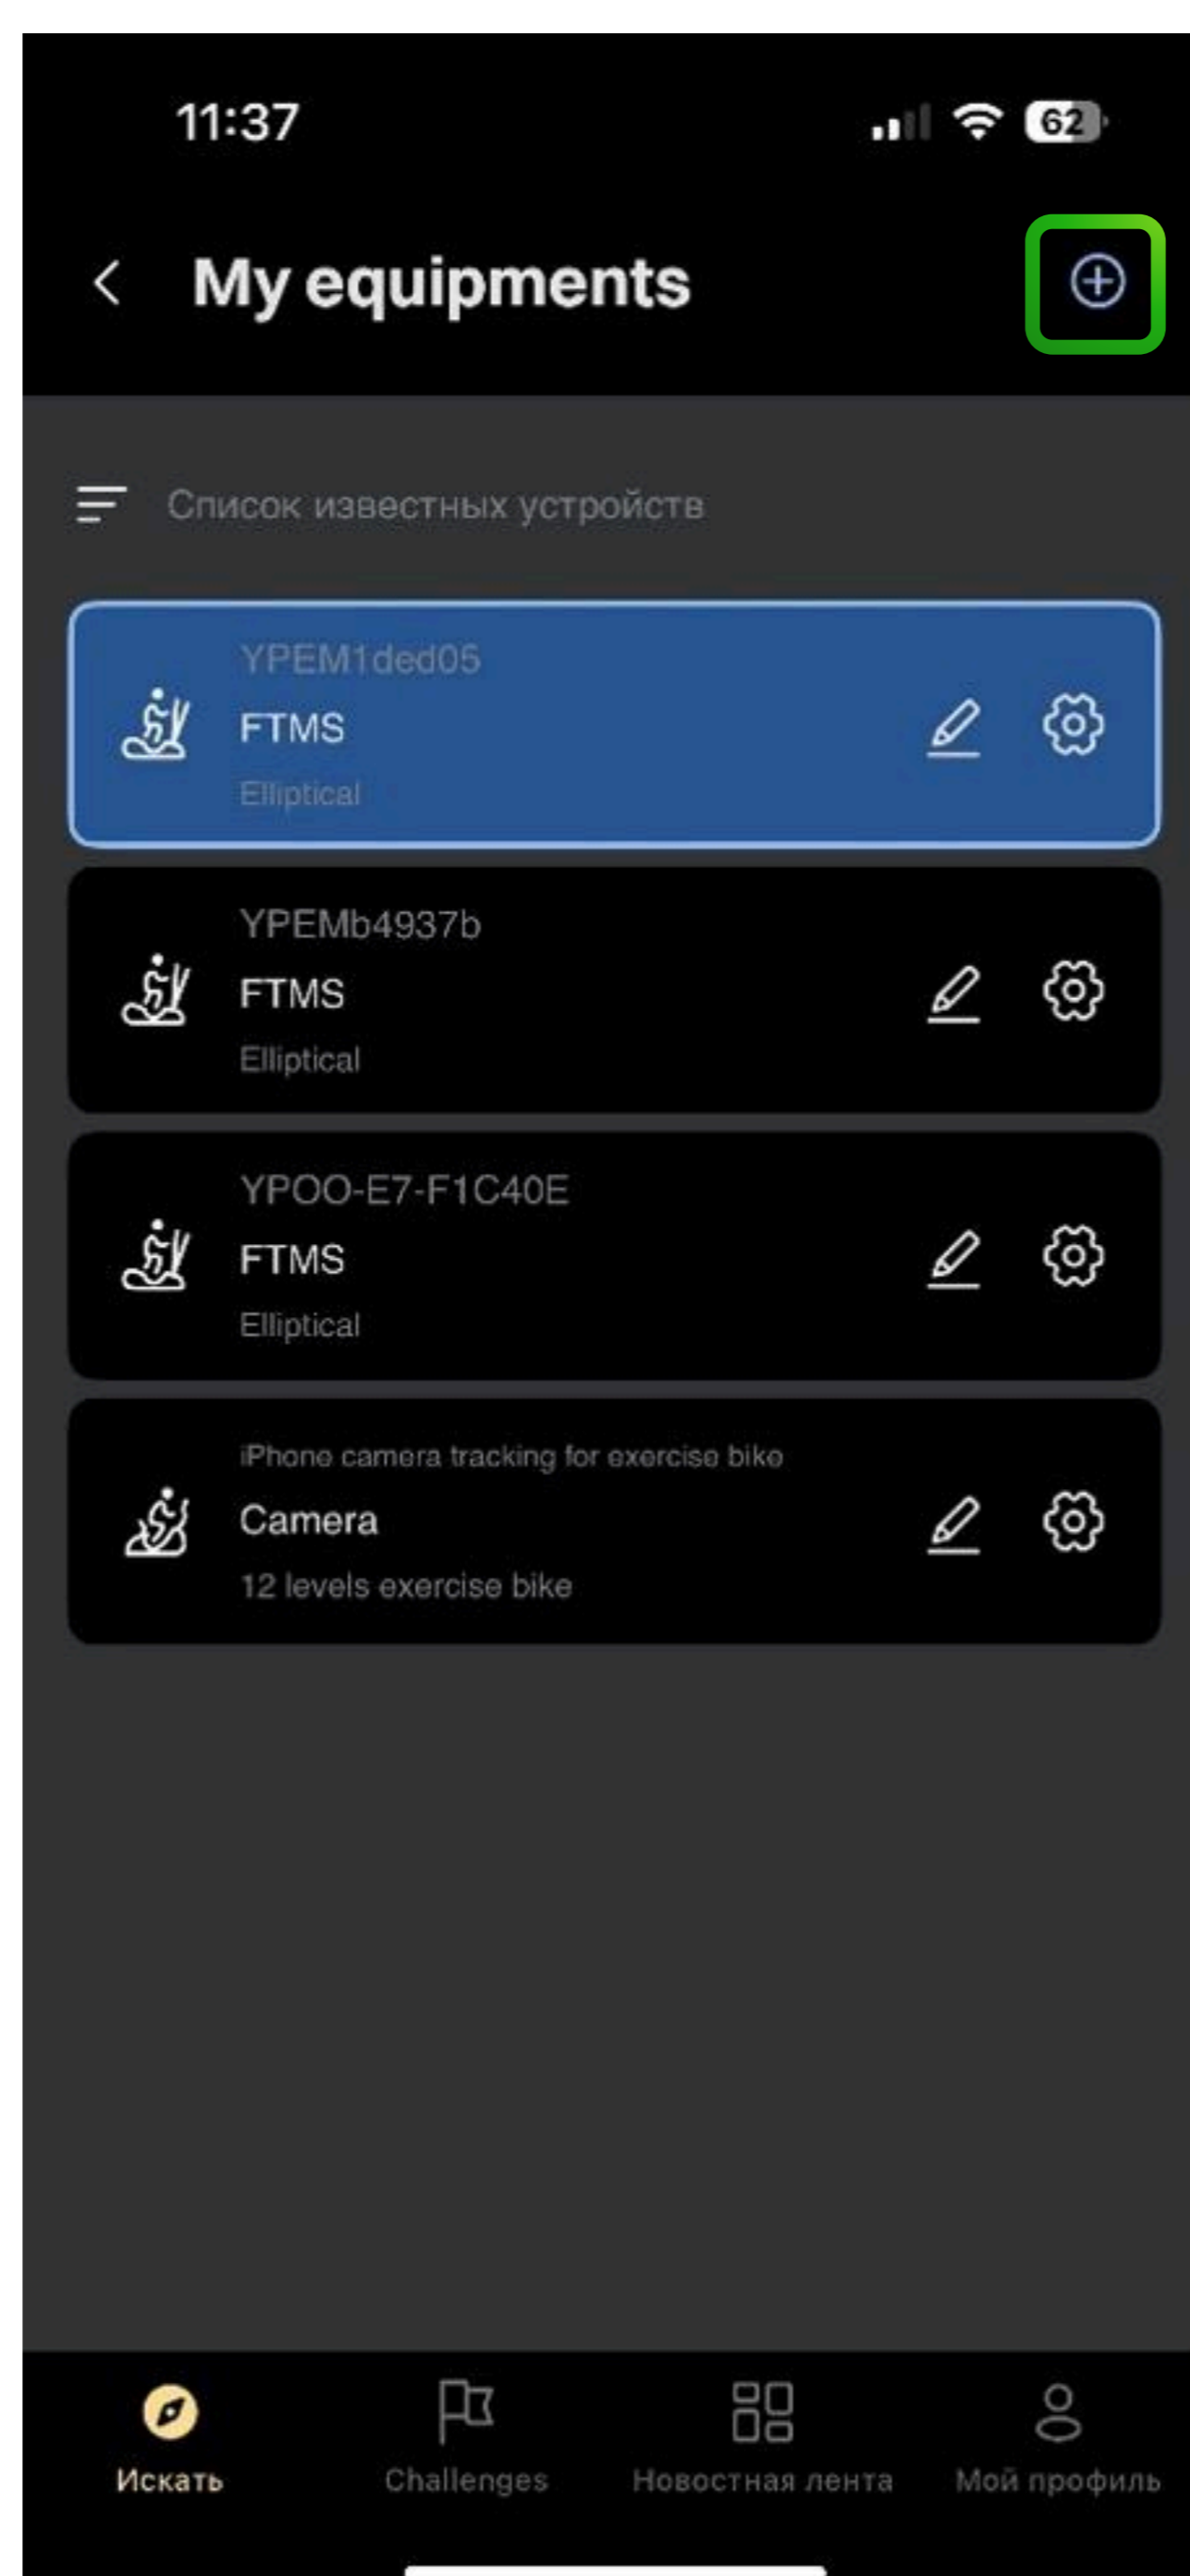 11:37
62
My equipments
Список известных устройств
YPEM1ded05
FTMS
Elliptical
YPEMb4937b
FTMS
Elliptical
YPOO-E7-F1C40E
FTMS
Elliptical
iPhone camera tracking for exercise bike
Camera
12 levels exercise bike
Искать
Challenges
Новостная лента
Мой профиль